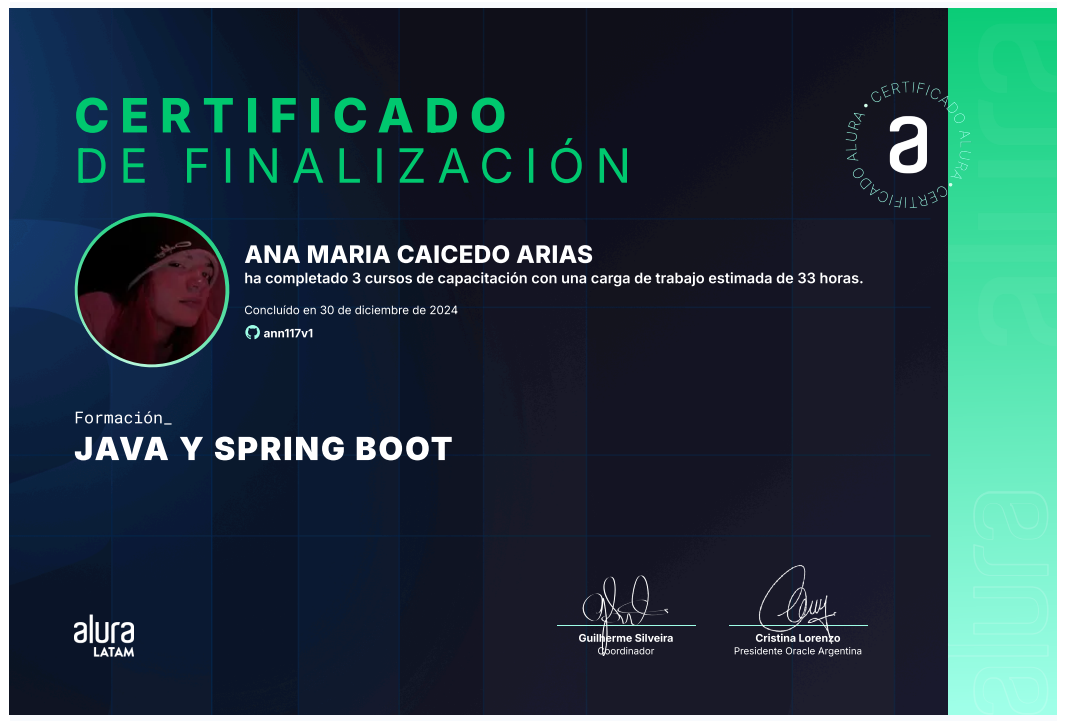 CERTIFICADO
DE FINALIZACIÓN
CERTIFICADO ALURA • CERTIFICADO ALURA •
a
ANA MARIA CAICEDO ARIAS
ha completado 3 cursos de capacitación con una carga de trabajo estimada de 33 horas.
Concluído en 30 de diciembre de 2024
ann117v1
Formación_
JAVA Y SPRING BOOT
alura
LATAM
Guilherme Silveira
Coordinador
Cristina Lorenzo
Presidente Oracle Argentina
alura
alura